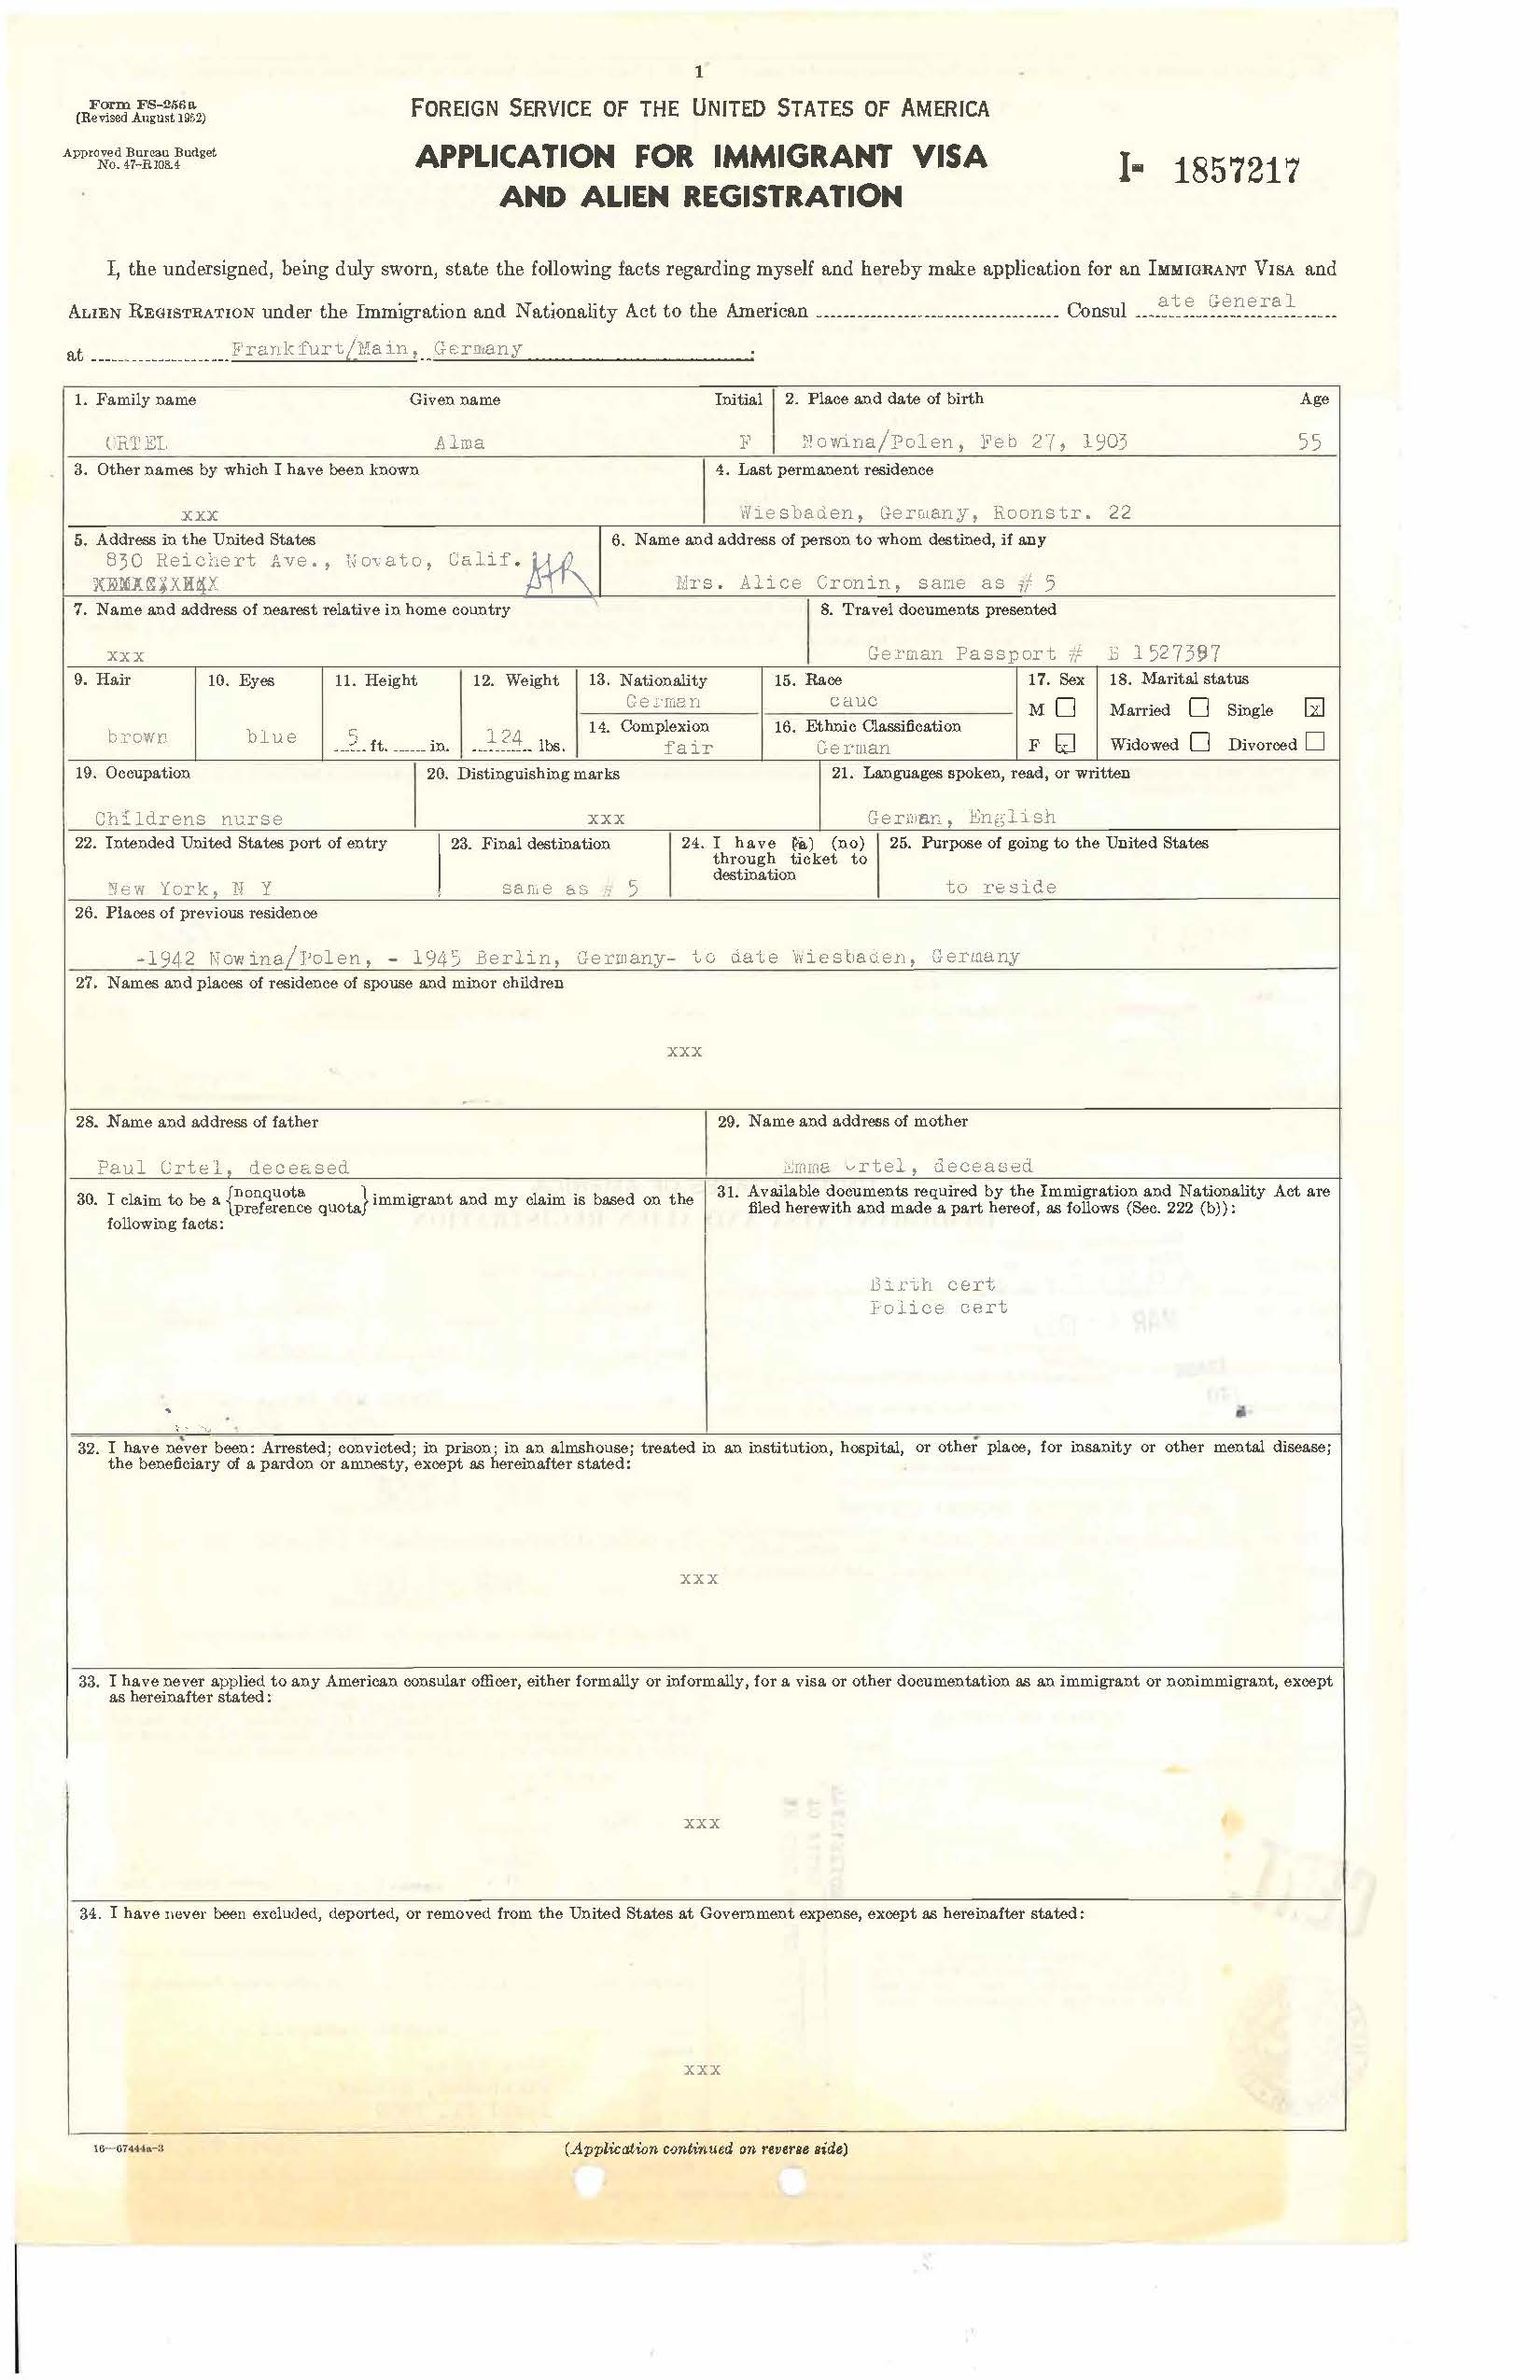 1
Form FS-256a
(Revised August 1952)
Approved Bureau Budget
No. 47-R108.4
FOREIGN SERVICE OF THE UNITED STATES OF AMERICA
APPLICATION FOR IMMIGRANT VISA
AND ALIEN REGISTRATION
I- 1857217
I, the undersigned, being duly sworn, state the following facts regarding myself and hereby make application for an IMMIGRANT VISA and
ALIEN REGISTRATION under the Immigration and Nationality Act to the American Consul ate General
at Frankfurt/Main, Germany :
1. Family name Given name Initial 2. Place and date of birth Age
ORTEL Alma F Nowina/Polen, Feb 27, 1903 55
3. Other names by which I have been known 4. Last permanent residence
xxx Wiesbaden, Germany, Roonstr. 22
5. Address in the United States 6. Name and address of person to whom destined, if any
830 Reichert Ave., Novato, Calif.
Mrs. Alice Cronin, same as # 5
7. Name and address of nearest relative in home country 8. Travel documents presented
xxx German Passport # B 1527397
9. Hair 10. Eyes 11. Height 12. Weight 13. Nationality 15. Race 17. Sex 18. Marital status
German cauc M Married Single x
14. Complexion 16. Ethnic Classification
brown blue 5 ft. in. 124 lbs. fair German F x Widowed Divorced
19. Occupation 20. Distinguishing marks 21. Languages spoken, read, or written
Childrens nurse xxx German, English
22. Intended United States port of entry 23. Final destination 24. I have (a) (no) through ticket to destination 25. Purpose of going to the United States
New York, N Y same as # 5 to reside
26. Places of previous residence
-1942 Nowina/Polen, - 1945 Berlin, Germany- to date Wiesbaden, Germany
27. Names and places of residence of spouse and minor children
xxx
28. Name and address of father 29. Name and address of mother
Paul Ortel, deceased Emma Ortel, deceased
30. I claim to be a {nonquota preference quota} immigrant and my claim is based on the
following facts:
31. Available documents required by the Immigration and Nationality Act are
filed herewith and made a part hereof, as follows (Sec. 222 (b)):
Birth cert
Police cert
32. I have never been: Arrested; convicted; in prison; in an almshouse; treated in an institution, hospital, or other place, for insanity or other mental disease;
the beneficiary of a pardon or amnesty, except as hereinafter stated:
xxx
33. I have never applied to any American consular officer, either formally or informally, for a visa or other documentation as an immigrant or nonimmigrant, except
as hereinafter stated:
xxx
34. I have never been excluded, deported, or removed from the United States at Government expense, except as hereinafter stated:
xxx
16—67444a-3
(Application continued on reverse side)